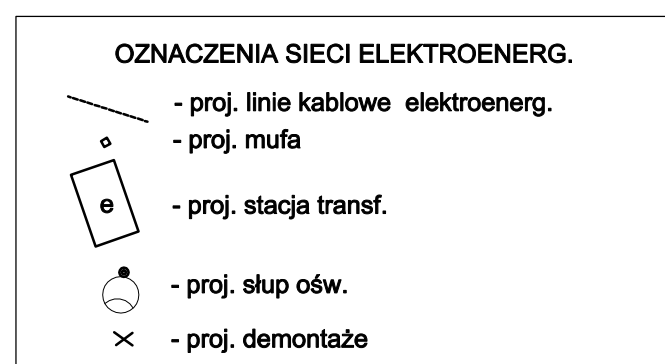 OZNACZENIA SIECI ELEKTROENERG.
- proj. linie kablowe elektroenerg.
- proj. mufa
e - proj. stacja transf.
- proj. słup ośw.
- proj. demontaże